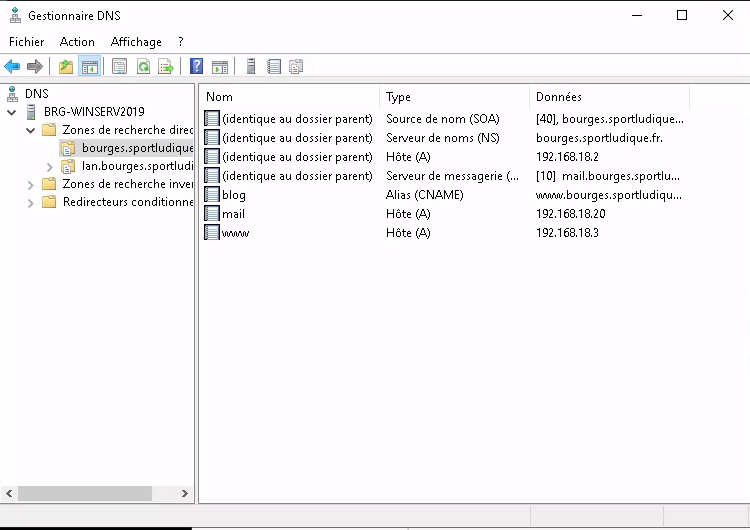 Gestionnaire DNS
Fichier Action Affichage ?
DNS
BRG-WINSERV2019
Zones de recherche direc
bourges.sportludique
lan.bourges.sportludi
Zones de recherche inver
Redirecteurs conditionne
Nom Type Données
(identique au dossier parent) Source de nom (SOA) [40], bourges.sportludique...
(identique au dossier parent) Serveur de noms (NS) bourges.sportludique.fr.
(identique au dossier parent) Hôte (A) 192.168.18.2
(identique au dossier parent) Serveur de messagerie (... [10] mail.bourges.sportlu...
blog Alias (CNAME) www.bourges.sportludiqu...
mail Hôte (A) 192.168.18.20
www Hôte (A) 192.168.18.3